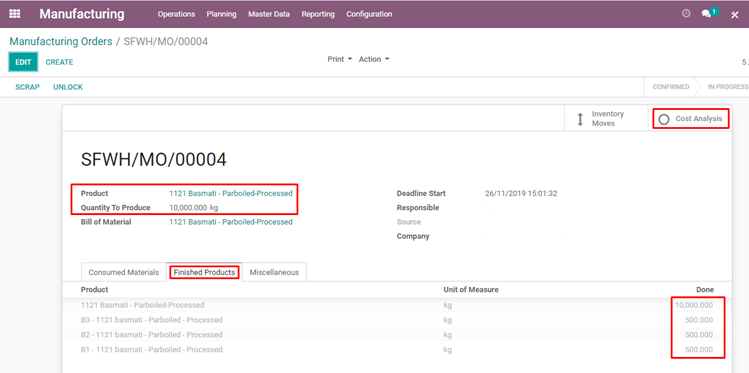 Manufacturing Operations Planning Master Data Reporting Configuration 1
Manufacturing Orders / SFWH/MO/00004
EDIT CREATE Print Action 5 /
SCRAP UNLOCK CONFIRMED IN PROGRESS
Inventory Moves Cost Analysis
SFWH/MO/00004
Product 1121 Basmati - Parboiled-Processed Deadline Start 26/11/2019 15:01:32
Quantity To Produce 10,000.000 kg Responsible
Bill of Material 1121 Basmati - Parboiled-Processed Source
Company
Consumed Materials Finished Products Miscellaneous
Product Unit of Measure Done
1121 Basmati - Parboiled-Processed kg 10,000.000
B3 - 1121 basmati - Parboiled - Processed kg 500.000
B2 - 1121 basmati - Parboiled - Processed kg 500.000
B1 - 1121 basmati - Parboiled - Processed kg 500.000